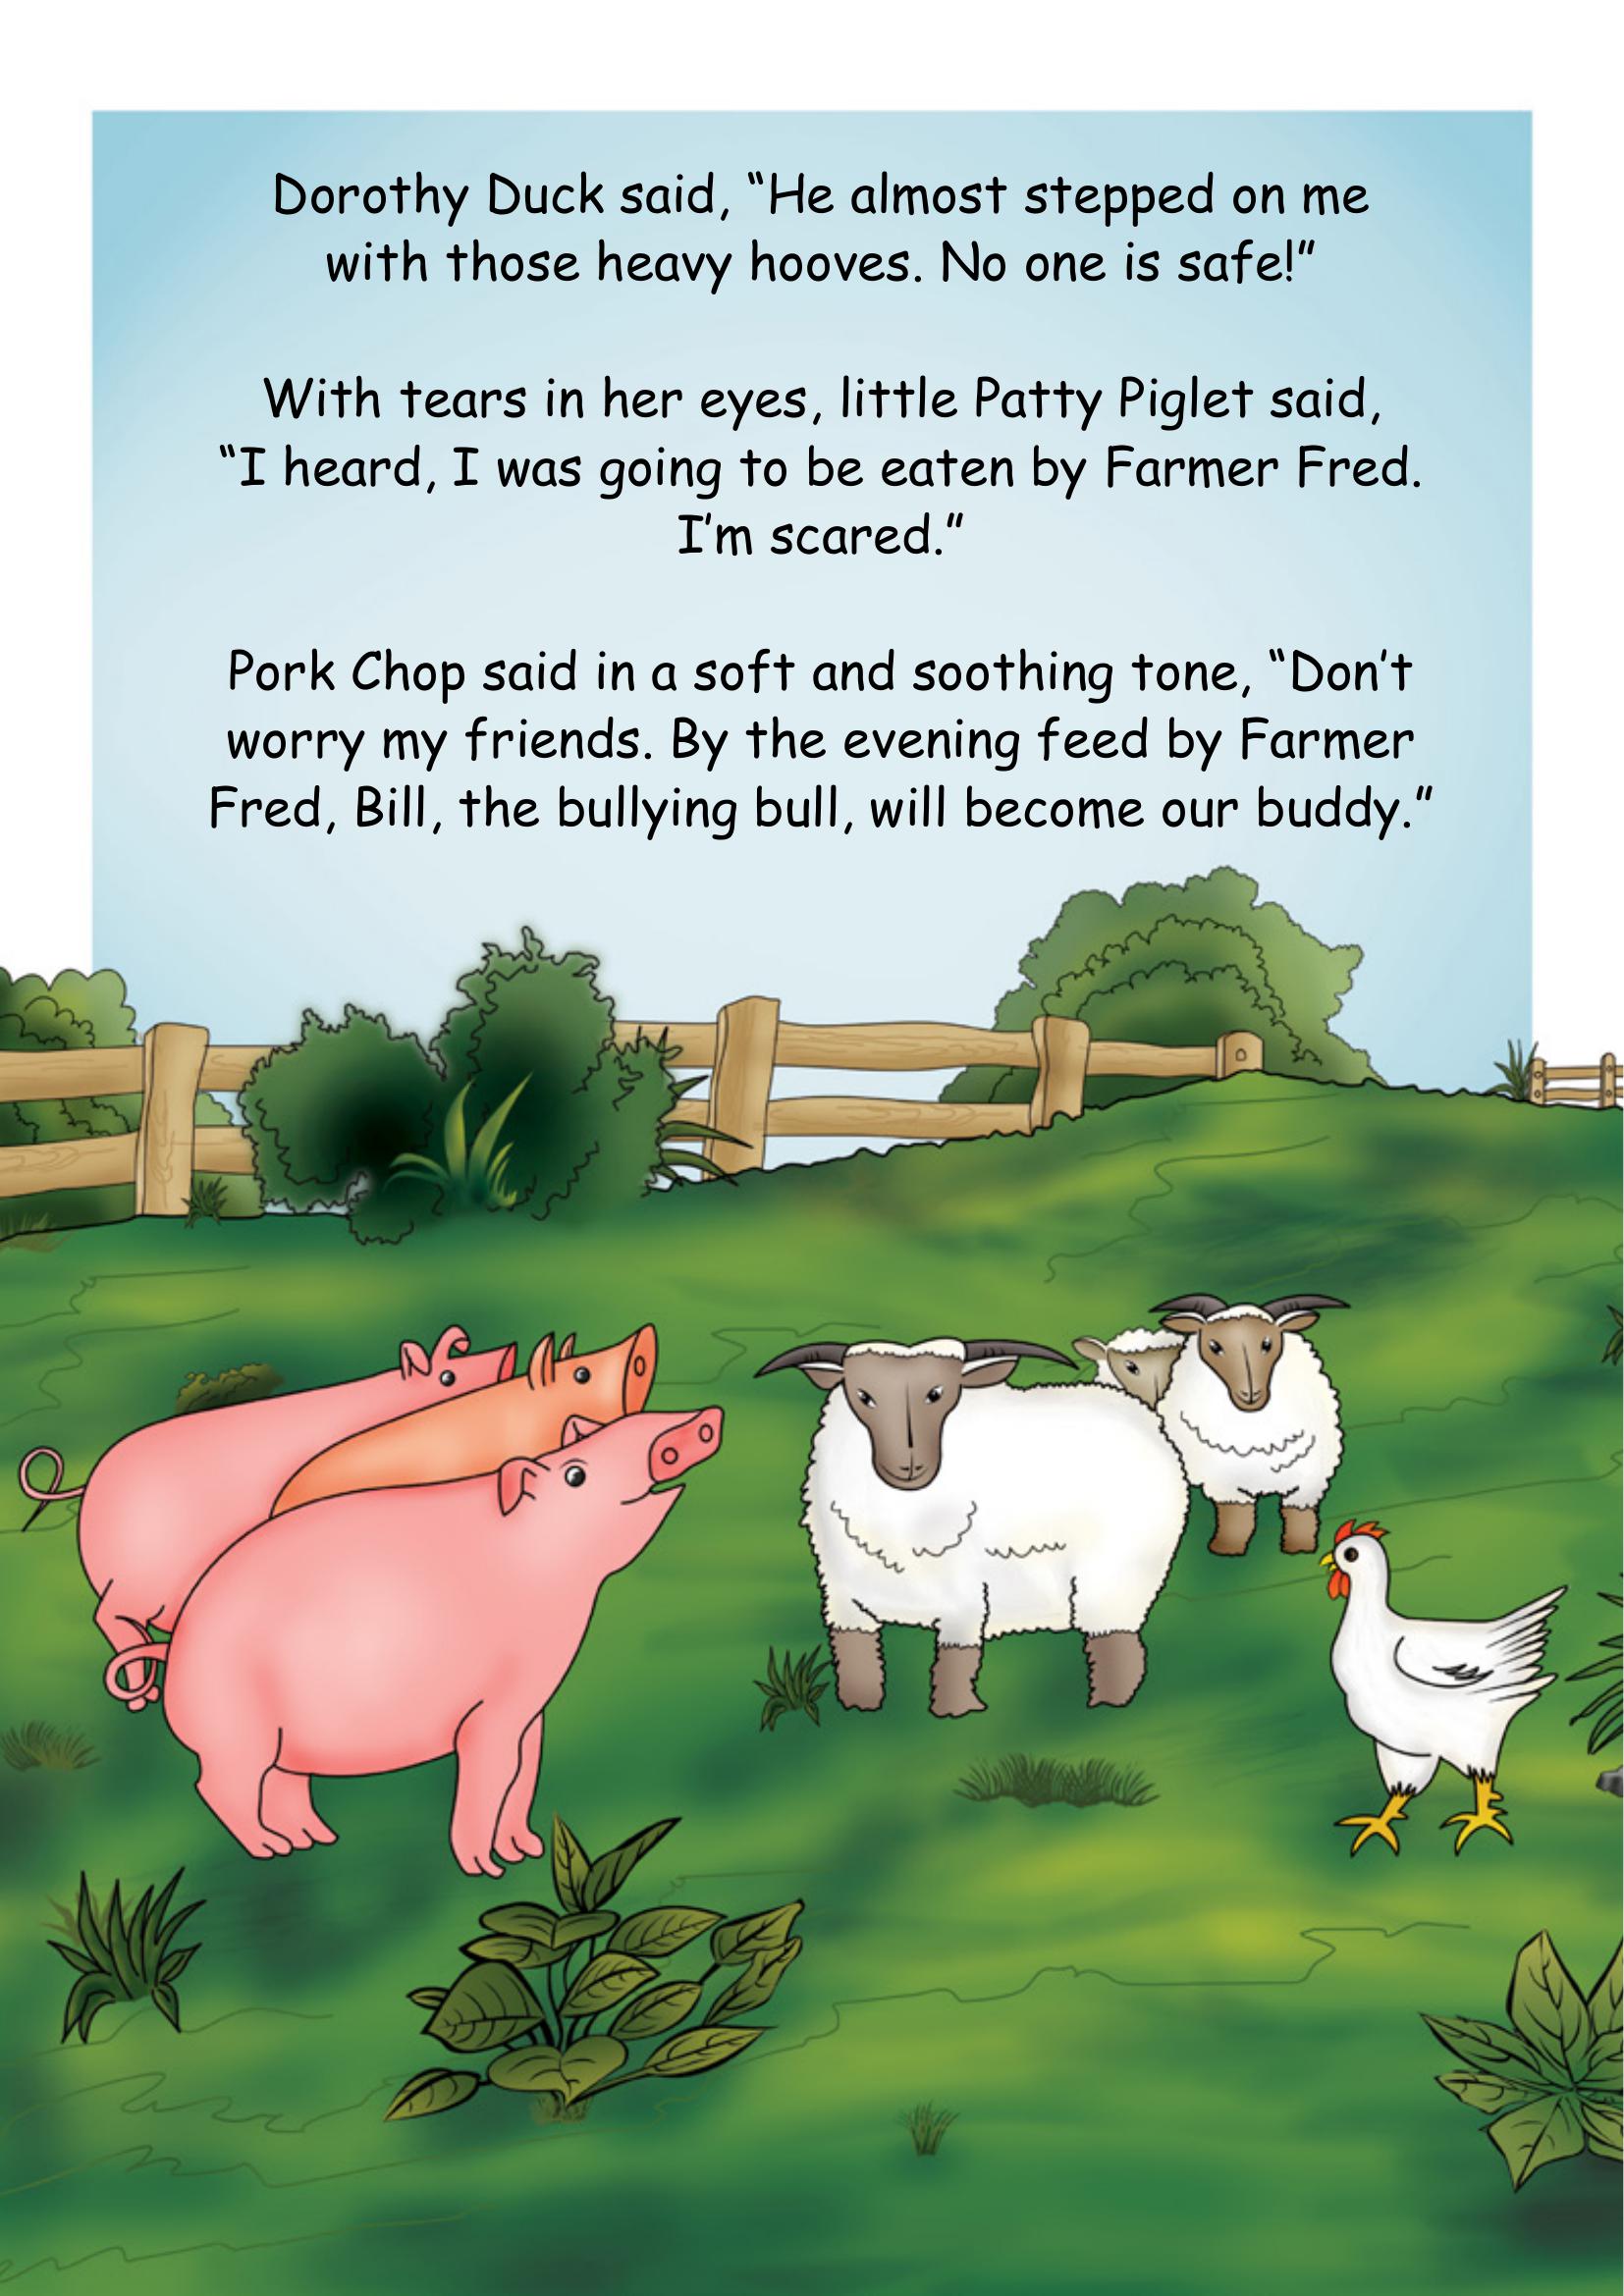 Dorothy Duck said, “He almost stepped on me
with those heavy hooves. No one is safe!”
With tears in her eyes, little Patty Piglet said,
“I heard, I was going to be eaten by Farmer Fred.
I’m scared.”
Pork Chop said in a soft and soothing tone, “Don’t
worry my friends. By the evening feed by Farmer
Fred, Bill, the bullying bull, will become our buddy.”